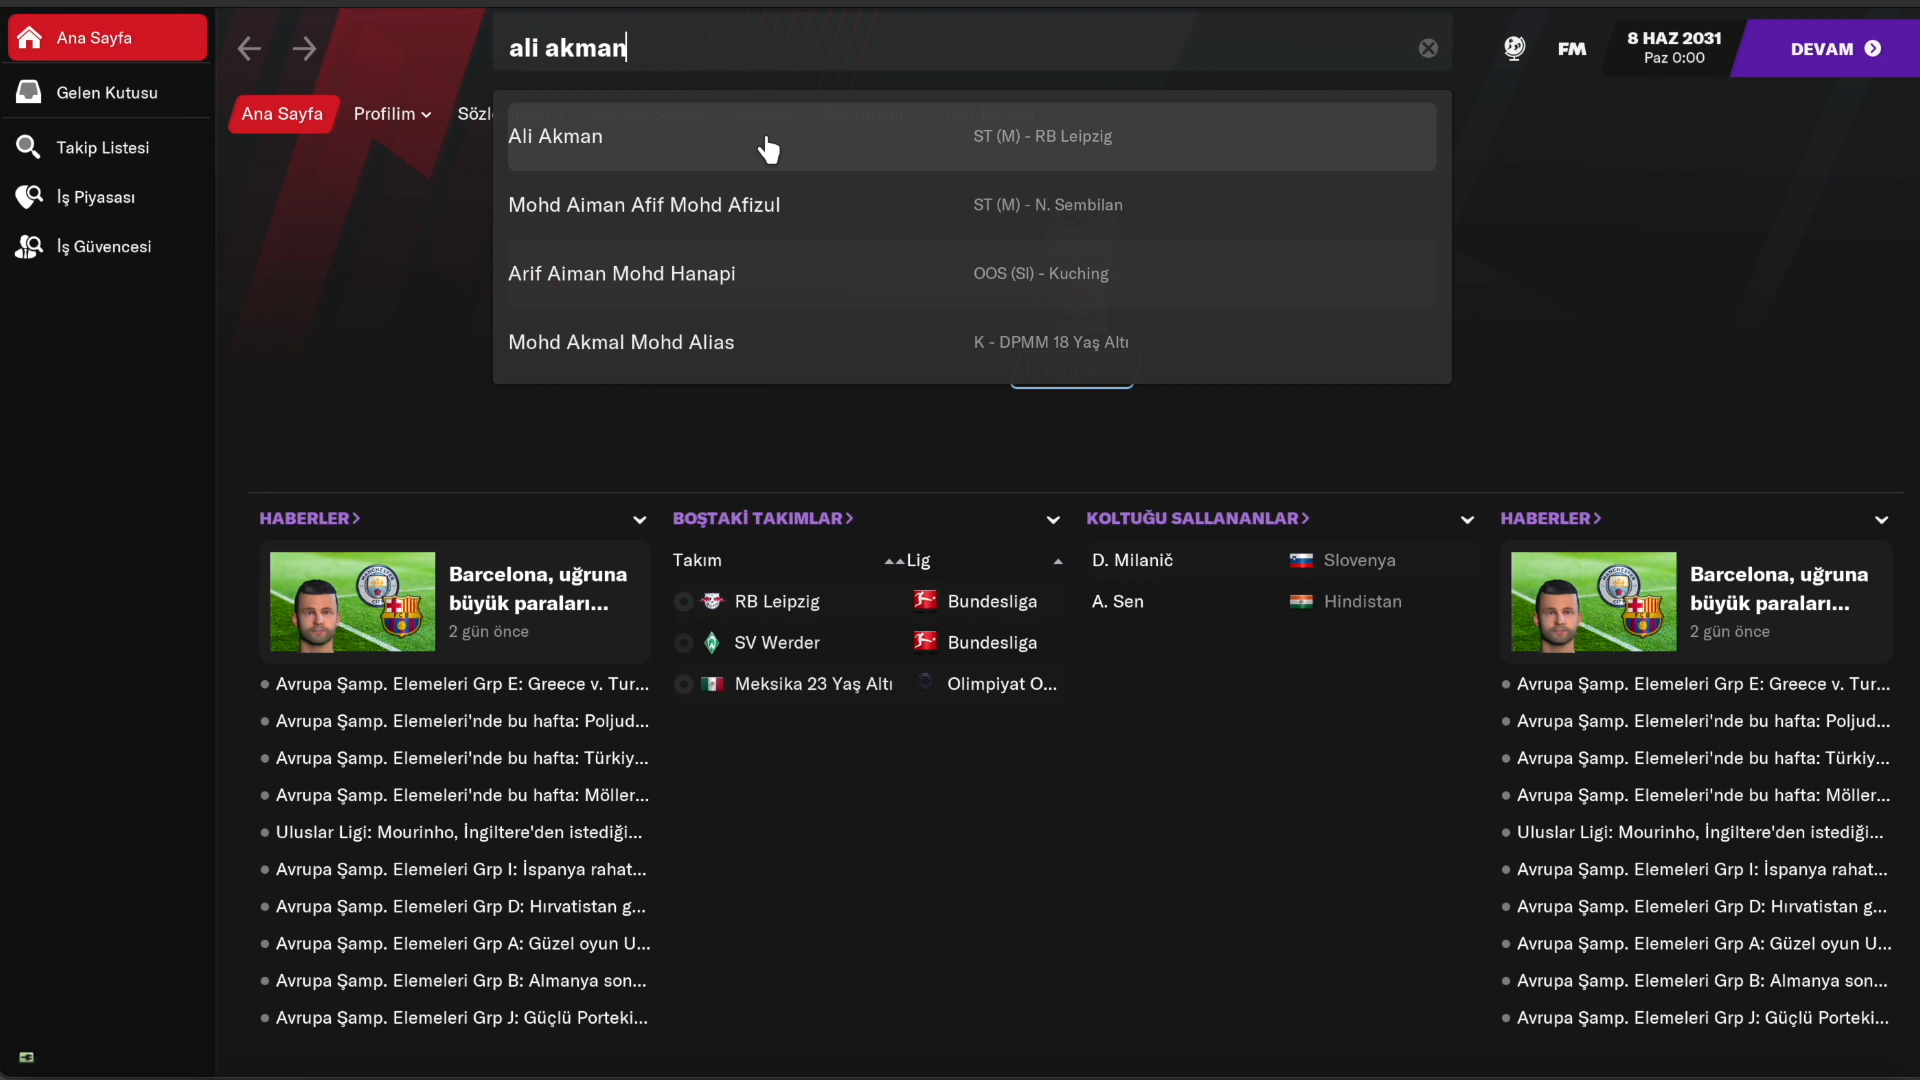 Ana Sayfa
Gelen Kutusu
Takip Listesi
İş Piyasası
İş Güvencesi
ali akman
FM
8 HAZ 2031
Paz 0:00
DEVAM
Ana Sayfa
Profilim
Ali Akman ST (M) - RB Leipzig
Mohd Aiman Afif Mohd Afizul ST (M) - N. Sembilan
Arif Aiman Mohd Hanapi OOS (Sl) - Kuching
Mohd Akmal Mohd Alias K - DPMM 18 Yaş Altı
İş Piyasası
HABERLER
Barcelona, uğruna
büyük paraları...
2 gün önce
Avrupa Şamp. Elemeleri Grp E: Greece v. Tur...
Avrupa Şamp. Elemeleri'nde bu hafta: Poljud...
Avrupa Şamp. Elemeleri'nde bu hafta: Türkiy...
Avrupa Şamp. Elemeleri'nde bu hafta: Möller...
Uluslar Ligi: Mourinho, İngiltere'den istediği...
Avrupa Şamp. Elemeleri Grp I: İspanya rahat...
Avrupa Şamp. Elemeleri Grp D: Hırvatistan g...
Avrupa Şamp. Elemeleri Grp A: Güzel oyun U...
Avrupa Şamp. Elemeleri Grp B: Almanya son...
Avrupa Şamp. Elemeleri Grp J: Güçlü Porteki...
BOŞTAKİ TAKIMLAR
Takım Lig
RB Leipzig Bundesliga
SV Werder Bundesliga
Meksika 23 Yaş Altı Olimpiyat O...
KOLTUĞU SALLANANLAR
D. Milanič Slovenya
A. Sen Hindistan
HABERLER
Barcelona, uğruna
büyük paraları...
2 gün önce
Avrupa Şamp. Elemeleri Grp E: Greece v. Tur...
Avrupa Şamp. Elemeleri'nde bu hafta: Poljud...
Avrupa Şamp. Elemeleri'nde bu hafta: Türkiy...
Avrupa Şamp. Elemeleri'nde bu hafta: Möller...
Uluslar Ligi: Mourinho, İngiltere'den istediği...
Avrupa Şamp. Elemeleri Grp I: İspanya rahat...
Avrupa Şamp. Elemeleri Grp D: Hırvatistan g...
Avrupa Şamp. Elemeleri Grp A: Güzel oyun U...
Avrupa Şamp. Elemeleri Grp B: Almanya son...
Avrupa Şamp. Elemeleri Grp J: Güçlü Porteki...